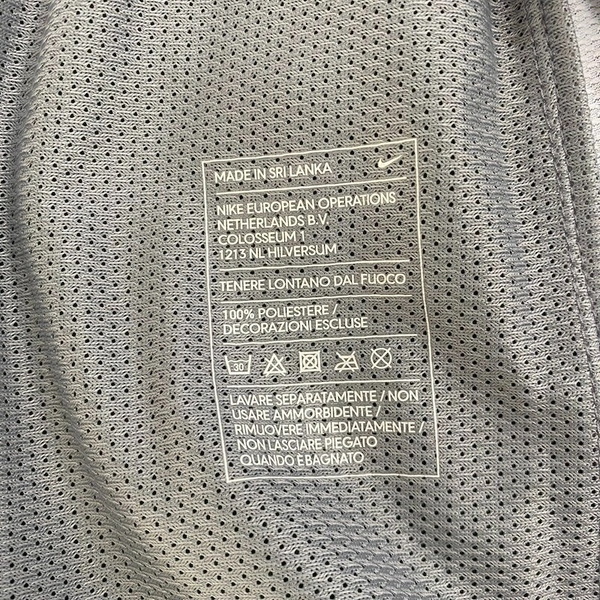 MADE IN SRI LANKA
NIKE EUROPEAN OPERATIONS
NETHERLANDS B.V.
COLOSSEUM 1
1213 NL HILVERSUM
TENERE LONTANO DAL FUOCO
100% POLIESTERE /
DECORAZIONI ESCLUSE
30
LAVARE SEPARATAMENTE / NON
USARE AMMORBIDENTE /
RIMUOVERE IMMEDIATAMENTE /
NON LASCIARE PIEGATO
QUANDO È BAGNATO